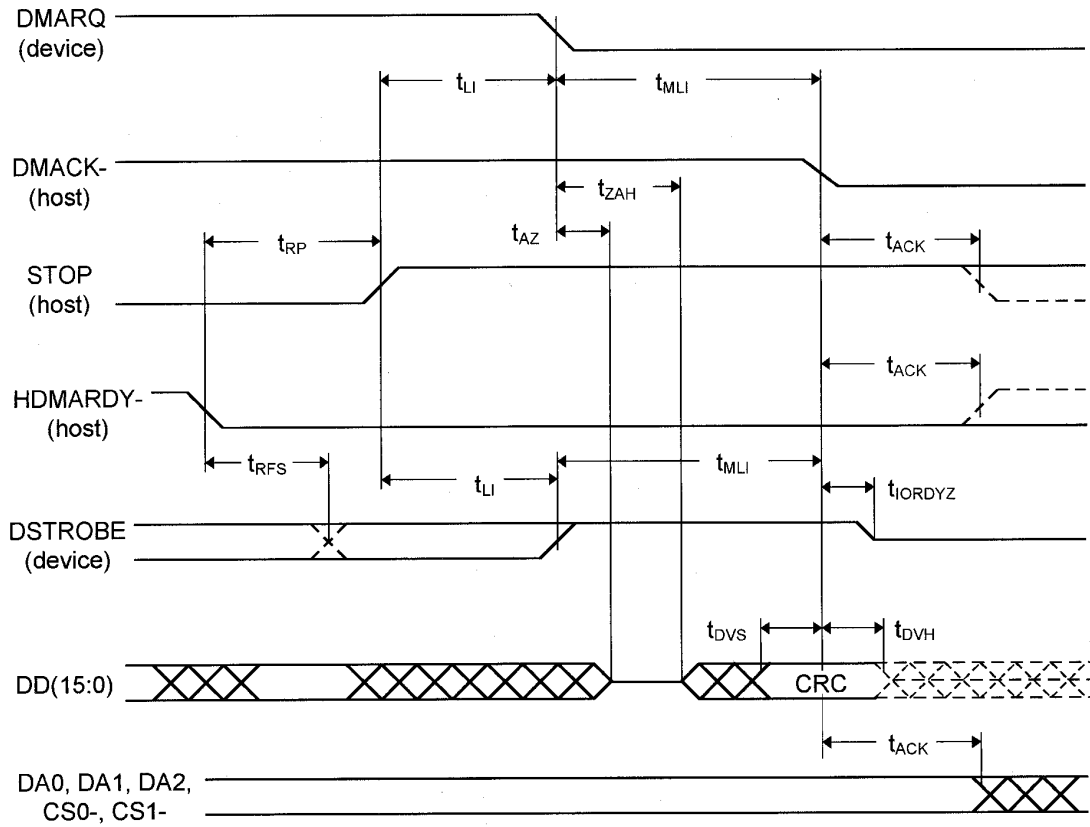 DMARQ
(device)
tLI
tMLI
DMACK-
(host)
tZAH
tAZ
tRP
tACK
STOP
(host)
tACK
HDMARDY-
(host)
tRFS
tLI
tMLI
tIORDYZ
DSTROBE
(device)
tDVS
tDVH
DD(15:0)
CRC
tACK
DA0, DA1, DA2,
CS0-, CS1-